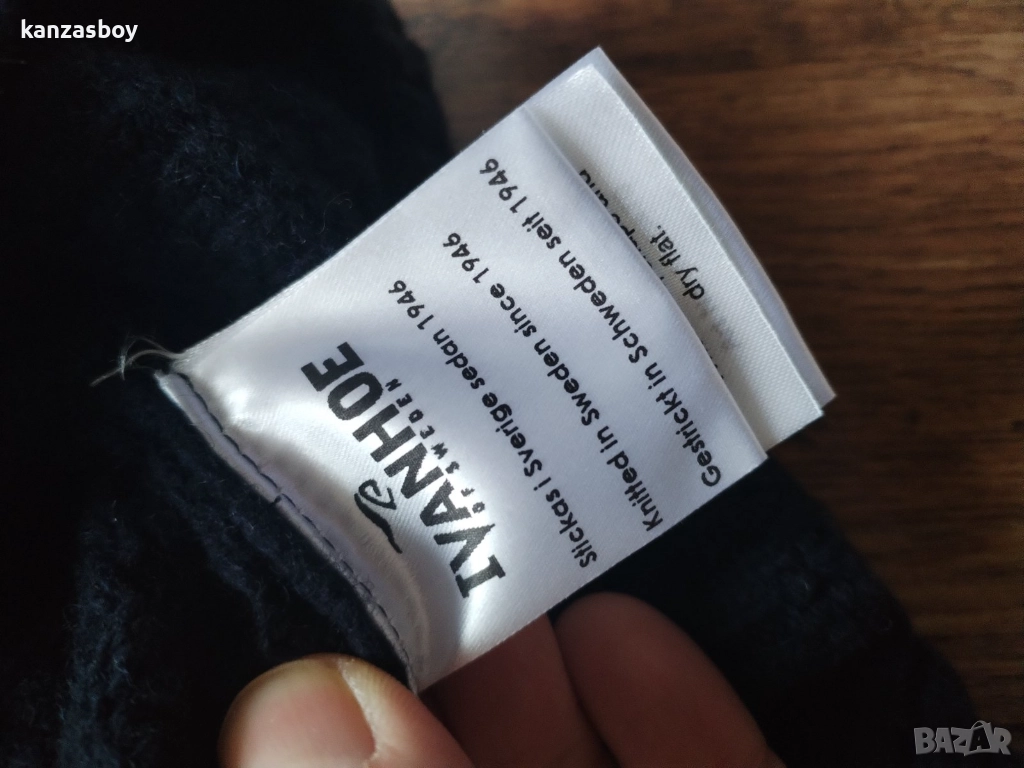 kanzasboy
IVANHOE
OF SWEDEN
Stickas i Sverige sedan 1946
Knitted in Sweden since 1946
Gestrickt in Schweden seit 1946
dry flat.
BAZAR